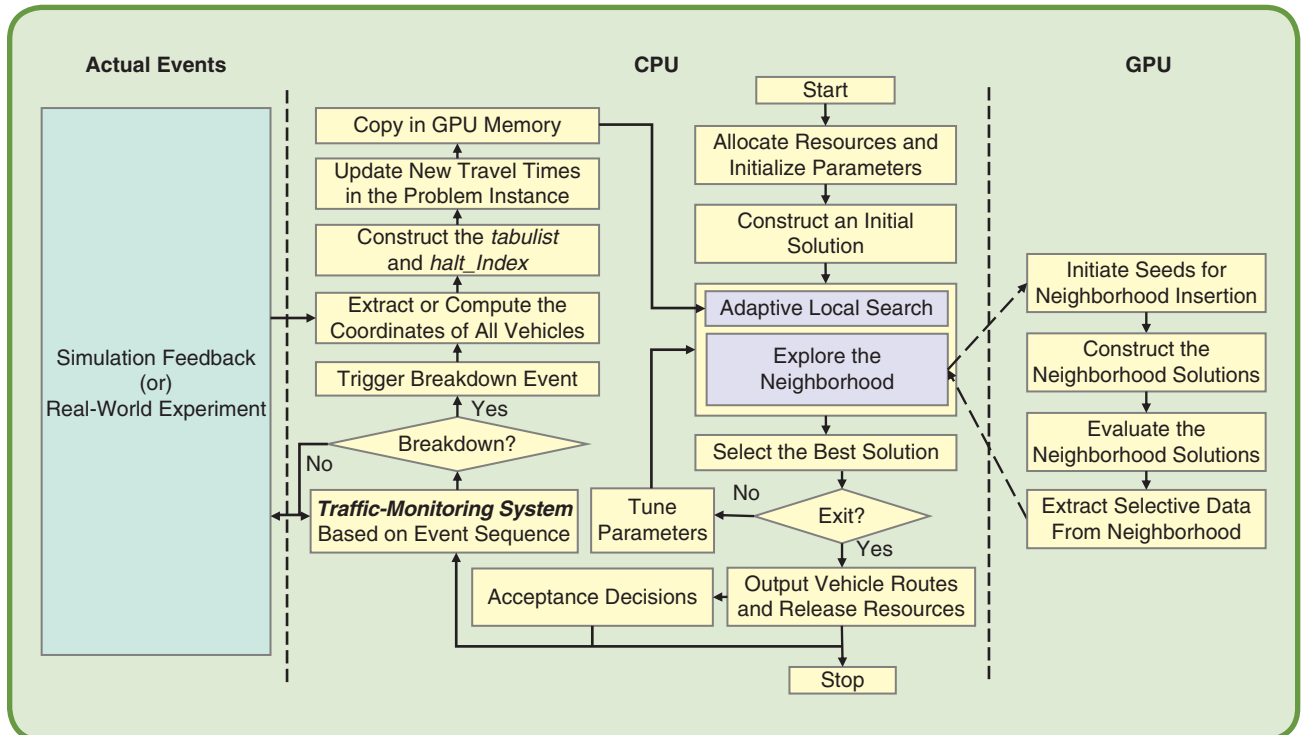 Actual Events
CPU
GPU
Simulation Feedback
(or)
Real-World Experiment
Copy in GPU Memory
Update New Travel Times
in the Problem Instance
Construct the tabulist
and halt_Index
Extract or Compute the
Coordinates of All Vehicles
Trigger Breakdown Event
Yes
Breakdown?
No
Traffic-Monitoring System
Based on Event Sequence
Start
Allocate Resources and
Initialize Parameters
Construct an Initial
Solution
Adaptive Local Search
Explore the
Neighborhood
Select the Best Solution
No
Exit?
Tune
Parameters
Yes
Acceptance Decisions
Output Vehicle Routes
and Release Resources
Stop
Initiate Seeds for
Neighborhood Insertion
Construct the
Neighborhood Solutions
Evaluate the
Neighborhood Solutions
Extract Selective Data
From Neighborhood